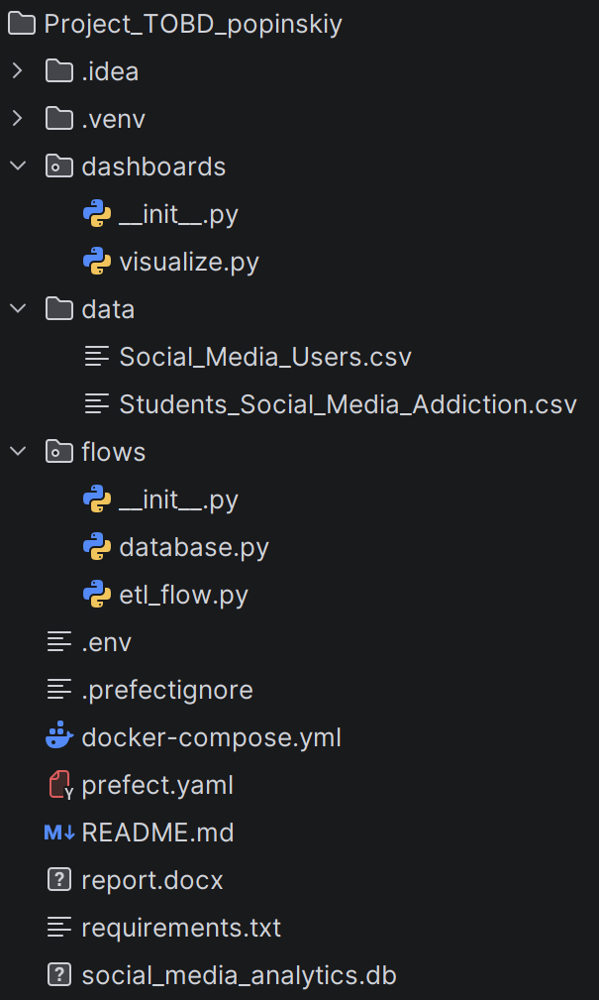 Project_TOBD_popinskiy
.idea
.venv
dashboards
__init__.py
visualize.py
data
Social_Media_Users.csv
Students_Social_Media_Addiction.csv
flows
__init__.py
database.py
etl_flow.py
.env
.prefectignore
docker-compose.yml
prefect.yaml
README.md
report.docx
requirements.txt
social_media_analytics.db